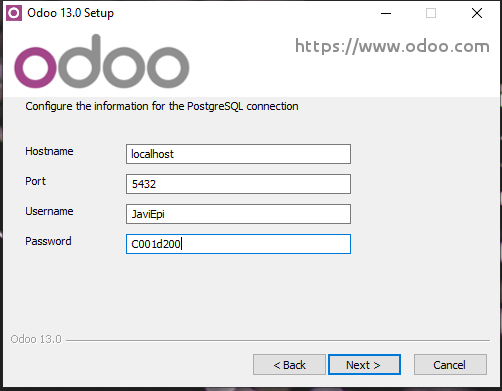 Odoo 13.0 Setup
odoo
https://www.odoo.com
Configure the information for the PostgreSQL connection
Hostname
localhost
Port
5432
Username
JaviEpi
Password
C001d200
Odoo 13.0
< Back
Next >
Cancel